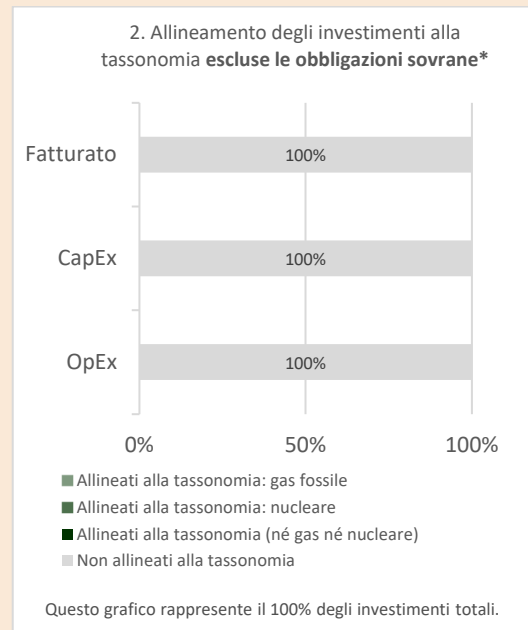 2. Allineamento degli investimenti alla
tassonomia escluse le obbligazioni sovrane*
Fatturato
100%
CapEx
100%
OpEx
100%
0%
50%
100%
Allineati alla tassonomia: gas fossile
Allineati alla tassonomia: nucleare
Allineati alla tassonomia (né gas né nucleare)
Non allineati alla tassonomia
Questo grafico rappresente il 100% degli investimenti totali.